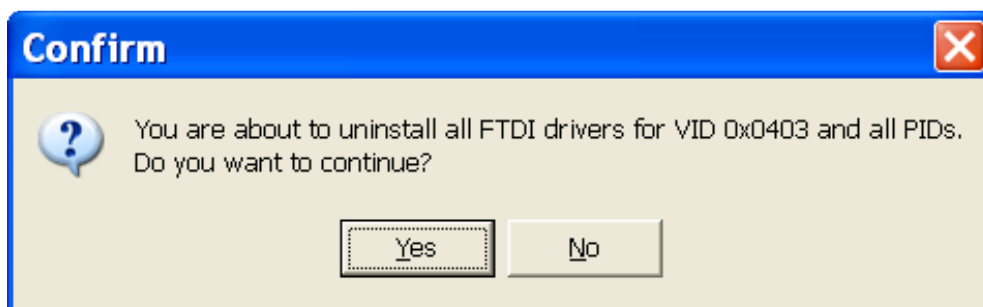 Confirm
You are about to uninstall all FTDI drivers for VID 0x0403 and all PIDs.
Do you want to continue?
Yes
No